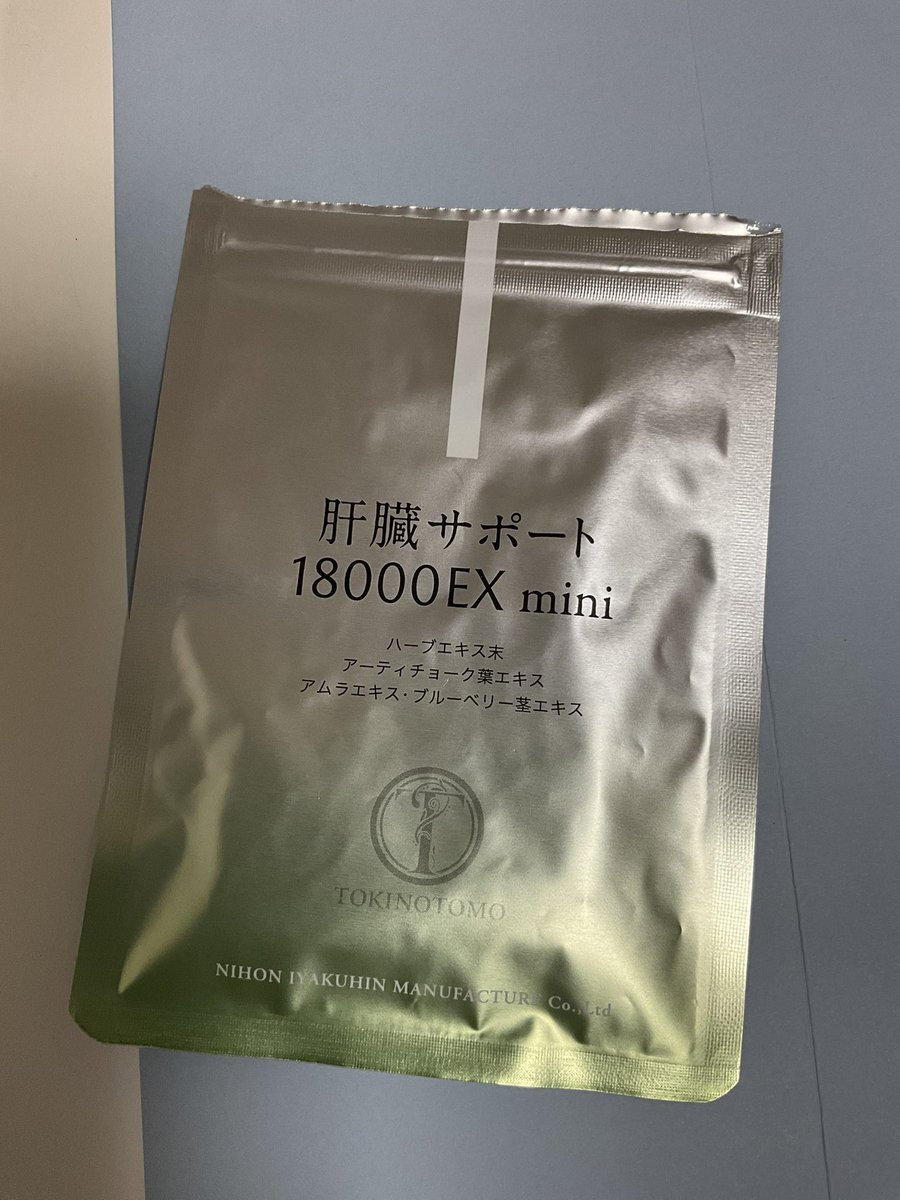 肝臓サポート
18000EX mini
ハーブエキス末
アーティチョーク葉エキス
アムラエキス・ブルーベリー茎エキス
T
TOKINOTOMO
NIHON IYAKUHIN MANUFACTURE Co.,Ltd